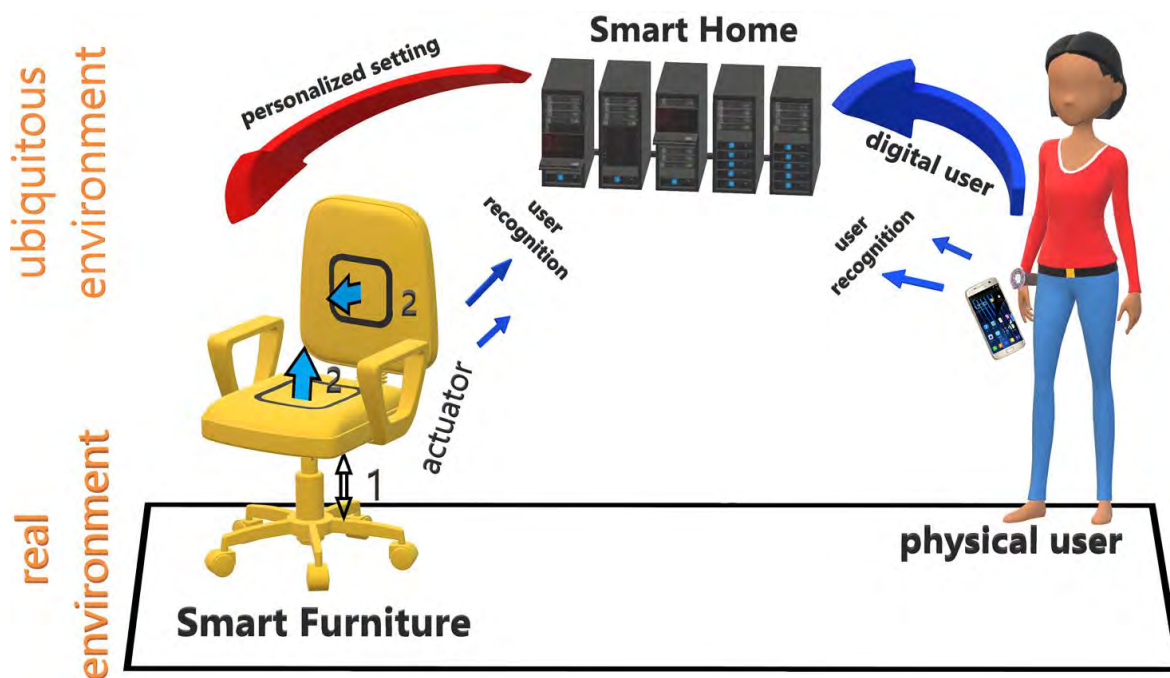 Smart Home
ubiquitous
environment
personalized setting
digital user
user
recognition
user
recognition
2
2
actuator
1
real
environment
physical user
Smart Furniture